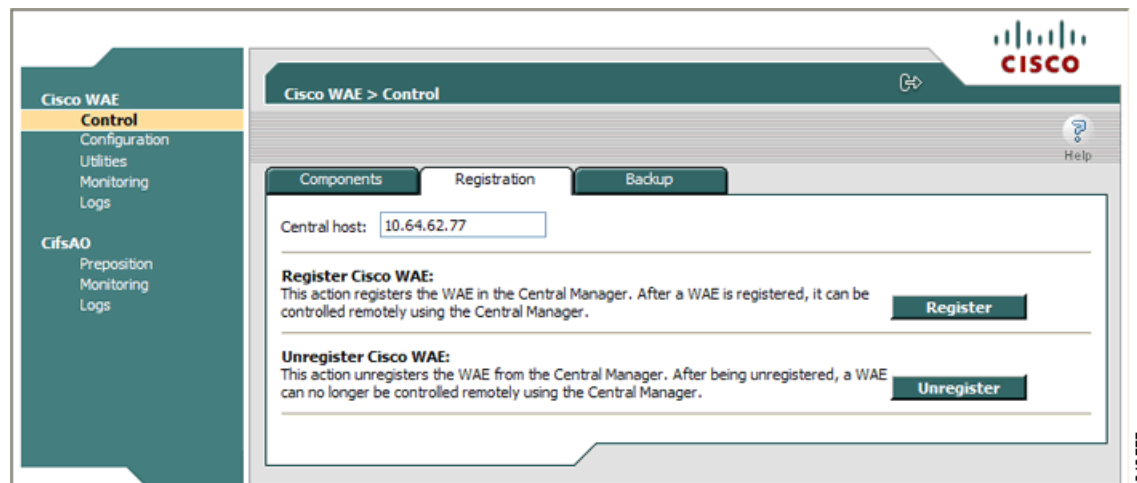 CISCO
Cisco WAE
Control
Configuration
Utilities
Monitoring
Logs
CifsAO
Preposition
Monitoring
Logs
Cisco WAE > Control
Help
Components
Registration
Backup
Central host: 10.64.62.77
Register Cisco WAE:
This action registers the WAE in the Central Manager. After a WAE is registered, it can be
controlled remotely using the Central Manager.
Register
Unregister Cisco WAE:
This action unregisters the WAE from the Central Manager. After being unregistered, a WAE
can no longer be controlled remotely using the Central Manager.
Unregister